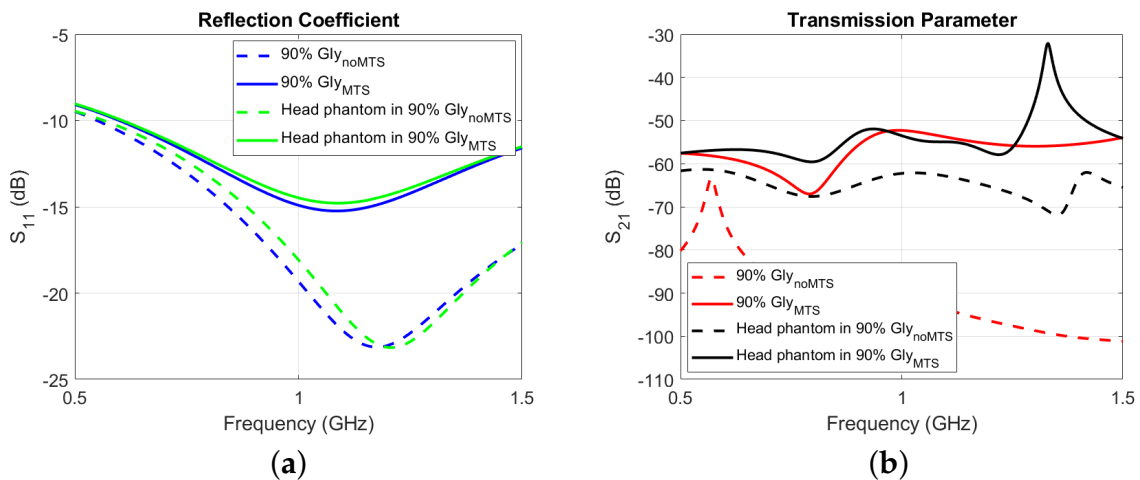 Reflection Coefficient
-5
-10
-15
-20
-25
S11 (dB)
90% GlynoMTS
90% GlyMTS
Head phantom in 90% GlynoMTS
Head phantom in 90% GlyMTS
0.5
1
1.5
Frequency (GHz)
(a)
Transmission Parameter
-30
-40
-50
-60
-70
-80
-90
-100
-110
S21 (dB)
90% GlynoMTS
90% GlyMTS
Head phantom in 90% GlynoMTS
Head phantom in 90% GlyMTS
0.5
1
1.5
Frequency (GHz)
(b)